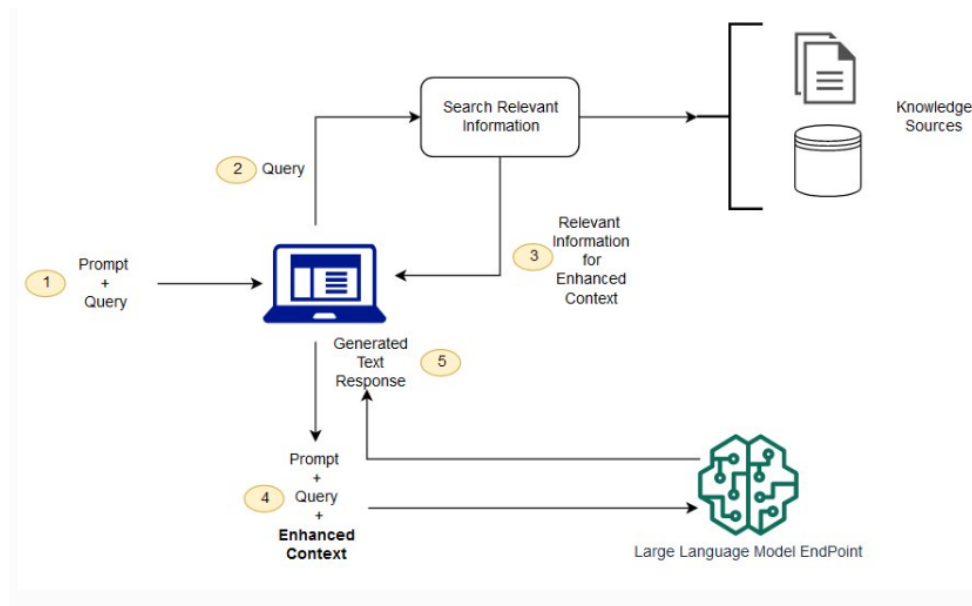 Search Relevant
Information
Knowledge
Sources
2
Query
Relevant
Information
for
Enhanced
Context
3
1
Prompt
+
Query
Generated
Text
Response
5
Prompt
+
Query
+
Enhanced
Context
4
Large Language Model EndPoint